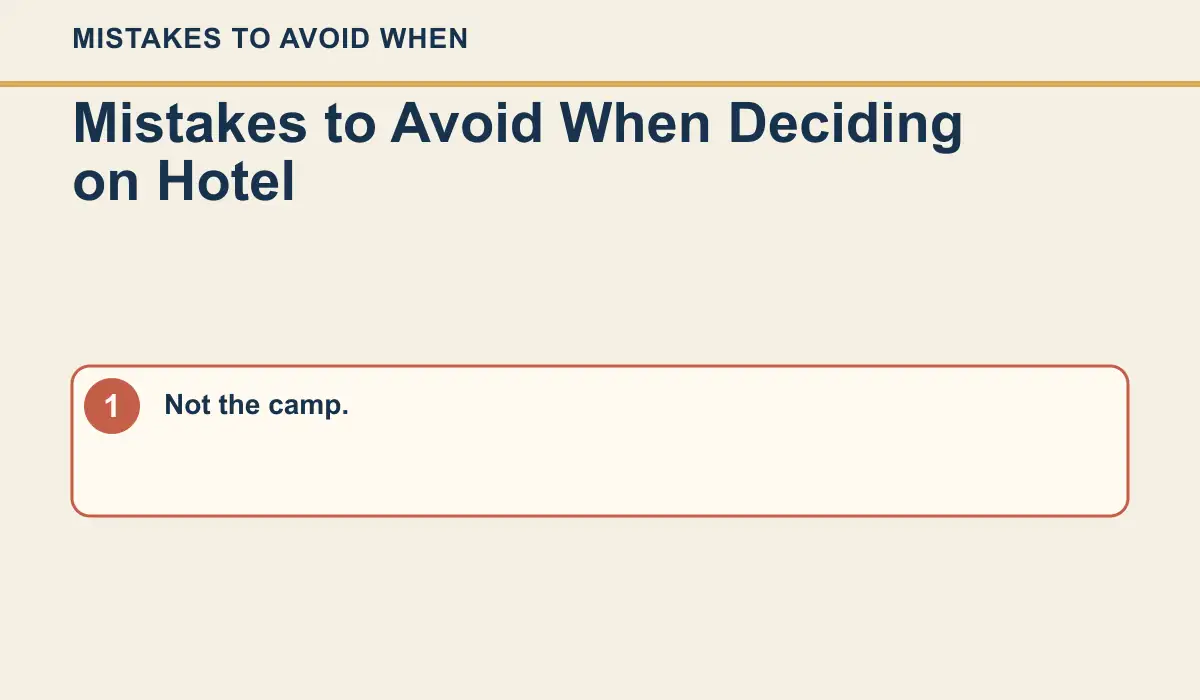 MISTAKES TO AVOID WHEN
Mistakes to Avoid When Deciding
on Hotel
1 Not the camp.